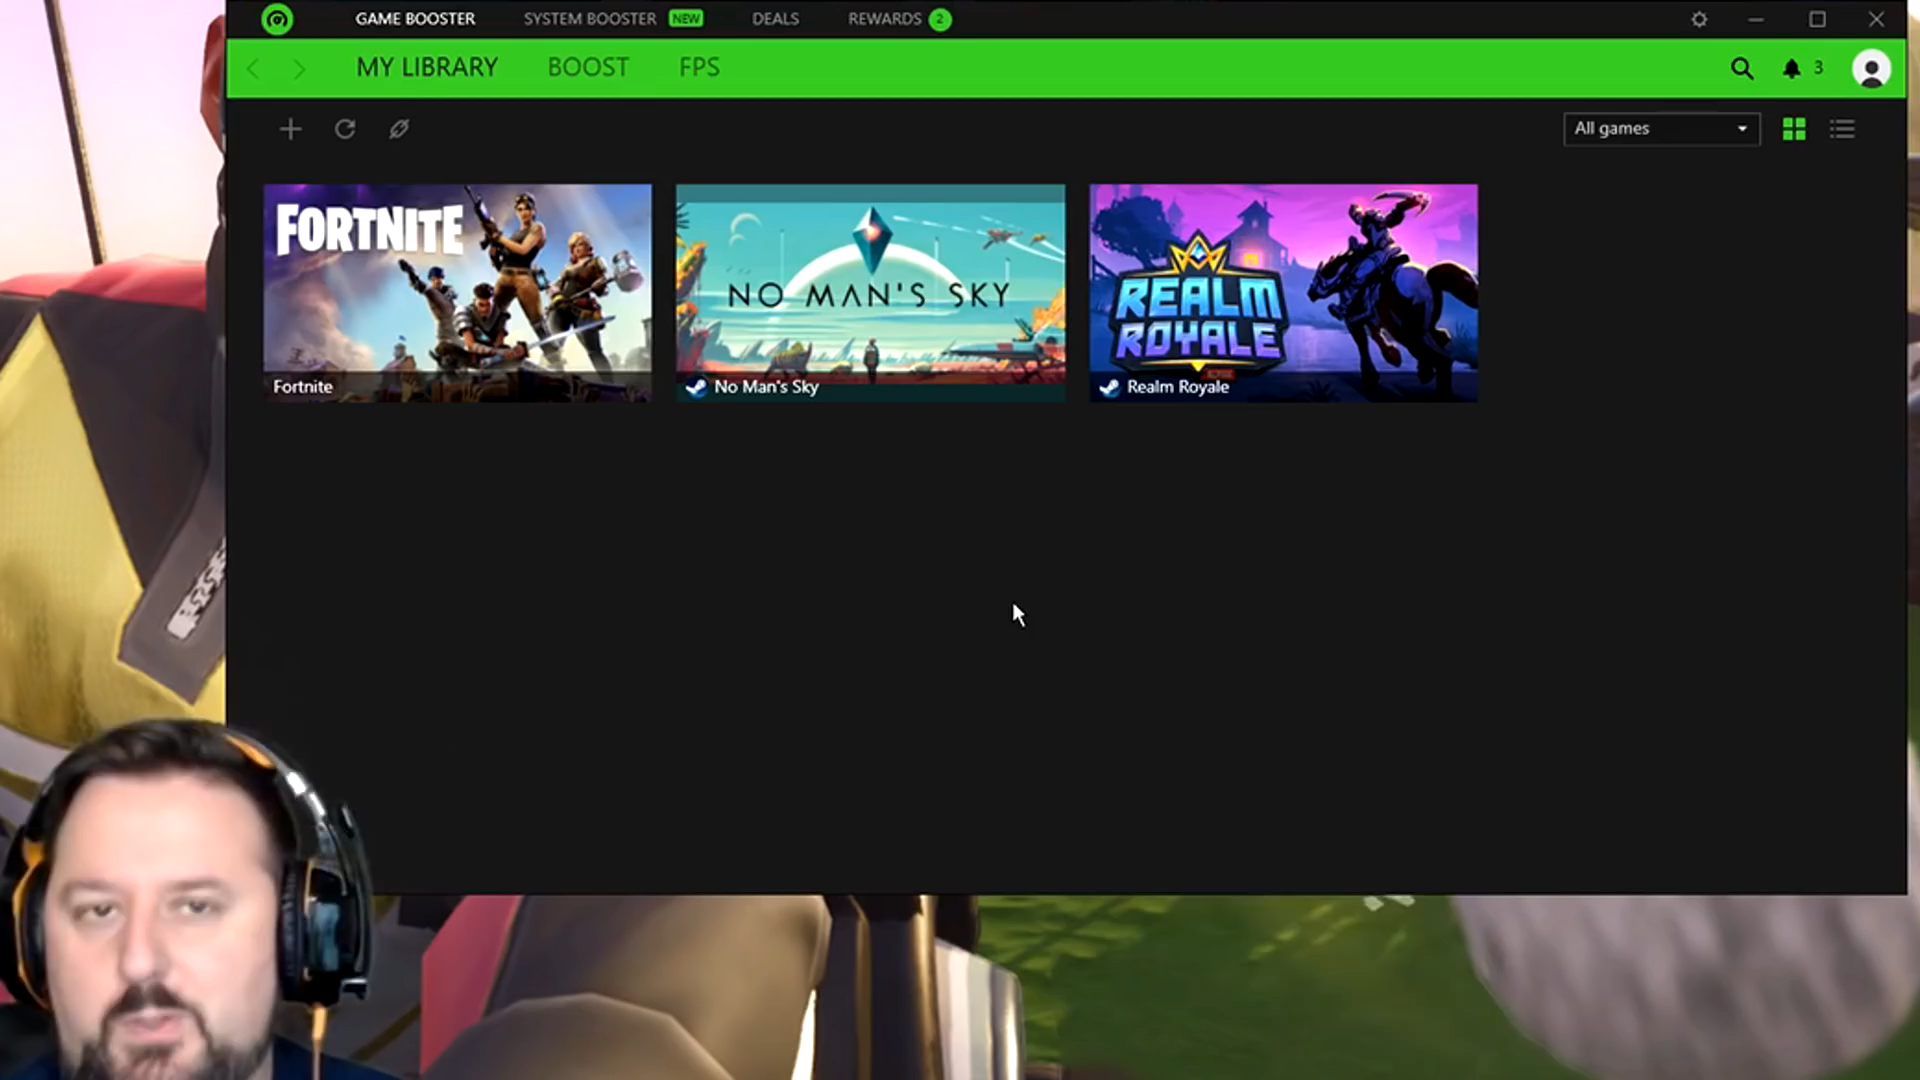 GAME BOOSTER SYSTEM BOOSTER NEW DEALS REWARDS 2
MY LIBRARY BOOST FPS 3
All games
FORTNITE
NO MAN'S SKY
REALM
ROYALE
Fortnite No Man's Sky Realm Royale